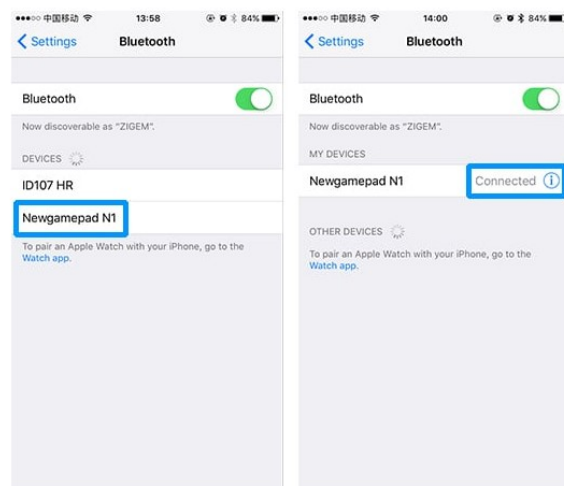 中国移动 13:58 84%
Settings Bluetooth
Bluetooth
Now discoverable as “ZIGEM”.
DEVICES
ID107 HR
Newgamepad N1
To pair an Apple Watch with your iPhone, go to the
Watch app.
中国移动 14:00 84%
Settings Bluetooth
Bluetooth
Now discoverable as “ZIGEM”.
MY DEVICES
Newgamepad N1 Connected
OTHER DEVICES
To pair an Apple Watch with your iPhone, go to the
Watch app.